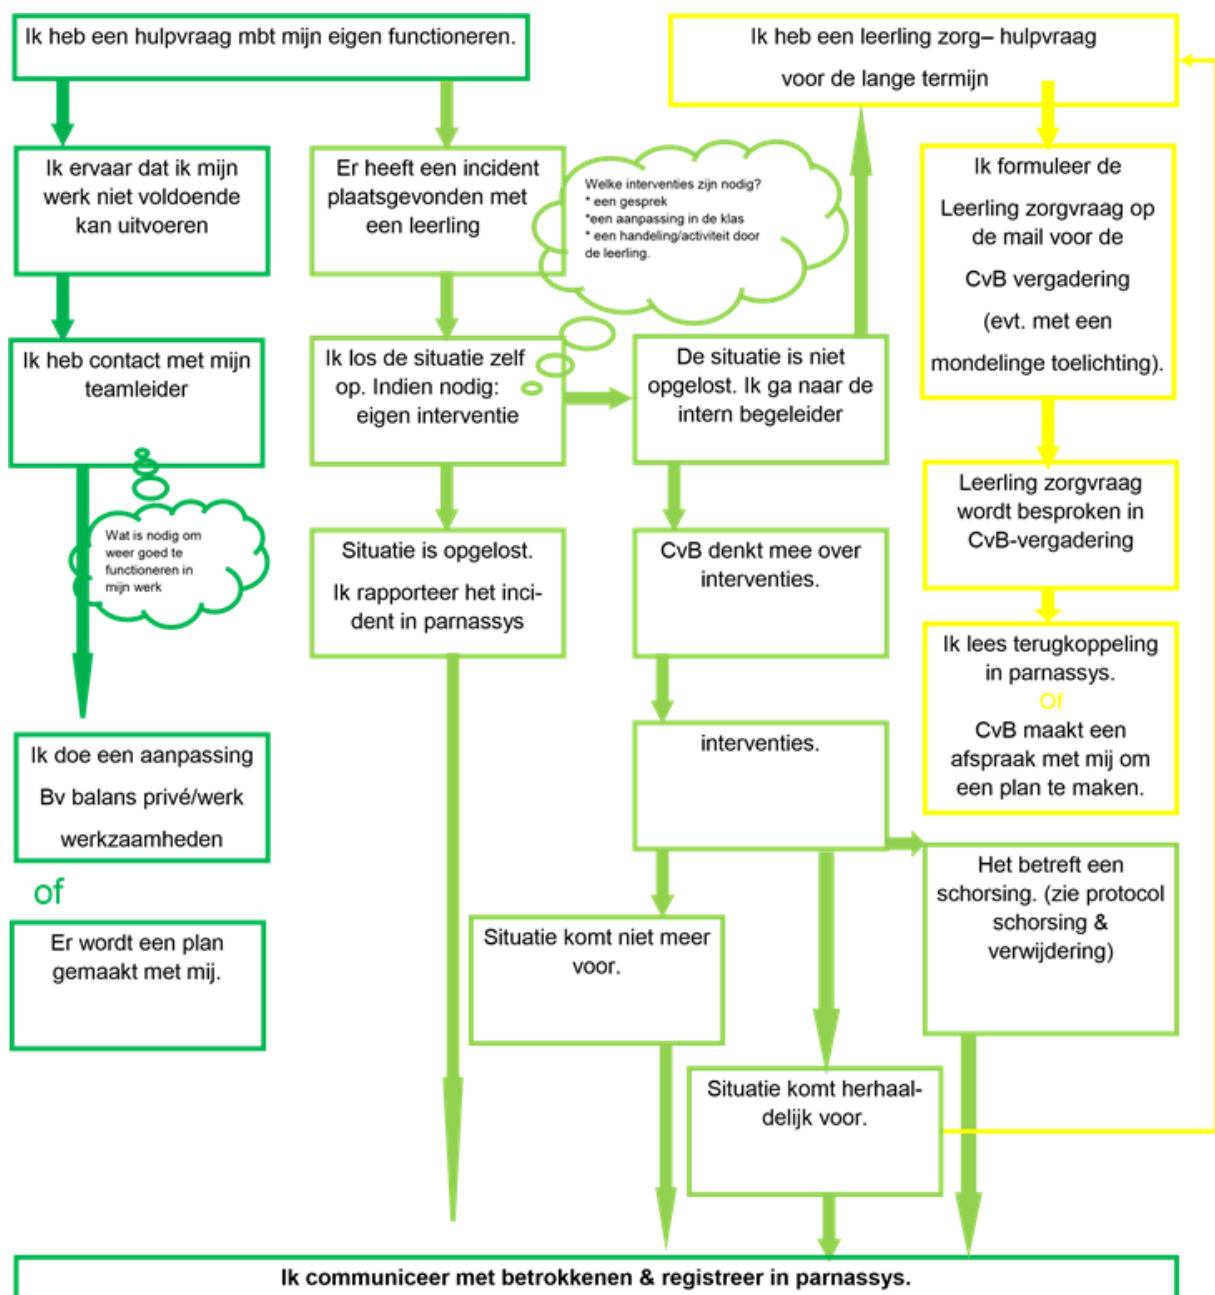 Ik heb een hulpvraag mbt mijn eigen functioneren.
Ik ervaar dat ik mijn
werk niet voldoende
kan uitvoeren
Ik heb contact met mijn
teamleider
Wat is nodig om
weer goed te
functioneren in
mijn werk
Ik doe een aanpassing
Bv balans privé/werk
werkzaamheden
of
Er wordt een plan
gemaakt met mij.
Er heeft een incident
plaatsgevonden met
een leerling
Welke interventies zijn nodig?
* een gesprek
*een aanpassing in de klas
* een handeling/activiteit door
de leerling.
Ik los de situatie zelf
op. Indien nodig:
eigen interventie
Situatie is opgelost.
Ik rapporteer het inci-
dent in parnassys
De situatie is niet
opgelost. Ik ga naar de
intern begeleider
CvB denkt mee over
interventies.
interventies.
Situatie komt niet meer
voor.
Situatie komt herhaal-
delijk voor.
Het betreft een
schorsing. (zie protocol
schorsing &
verwijdering)
Ik heb een leerling zorg– hulpvraag
voor de lange termijn
Ik formuleer de
Leerling zorgvraag op
de mail voor de
CvB vergadering
(evt. met een
mondelinge toelichting).
Leerling zorgvraag
wordt besproken in
CvB-vergadering
Ik lees terugkoppeling
in parnassys.
Of
CvB maakt een
afspraak met mij om
een plan te maken.
Ik communiceer met betrokkenen & registreer in parnassys.